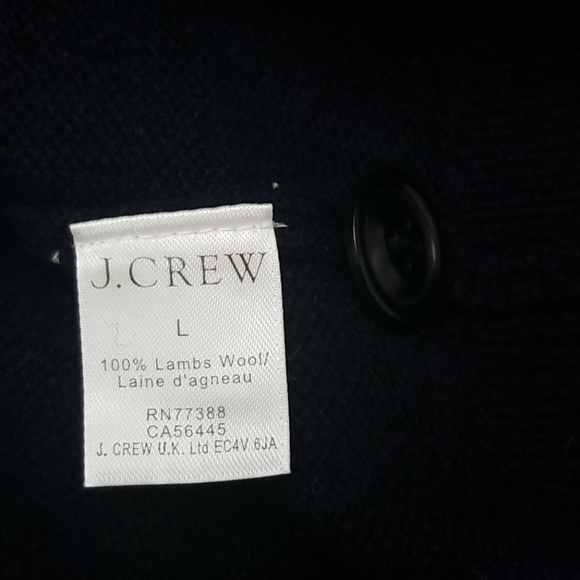 J.CREW
L
100% Lambs Wool/
Laine d'agneau
RN77388
CA56445
J. CREW U.K. Ltd EC4V 6JA